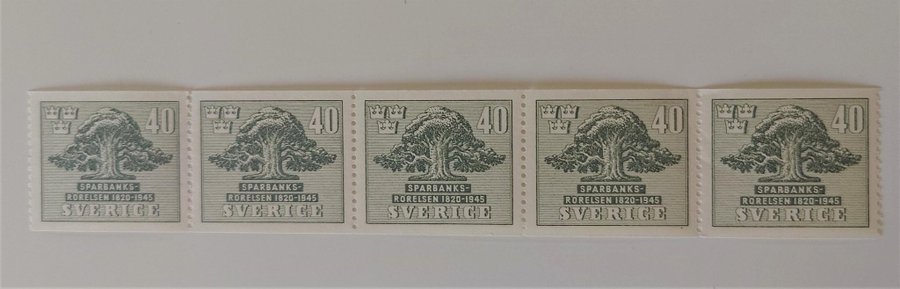 40 40 40 40 40
SPARBANKS- SPARBANKS- SPARBANKS- SPARBANKS- SPARBANKS-
RÖRELSEN 1820-1945 RÖRELSEN 1820-1945 RÖRELSEN 1820-1945 RÖRELSEN 1820-1945 RÖRELSEN 1820-1945
SVERIGE SVERIGE SVERIGE SVERIGE SVERIGE